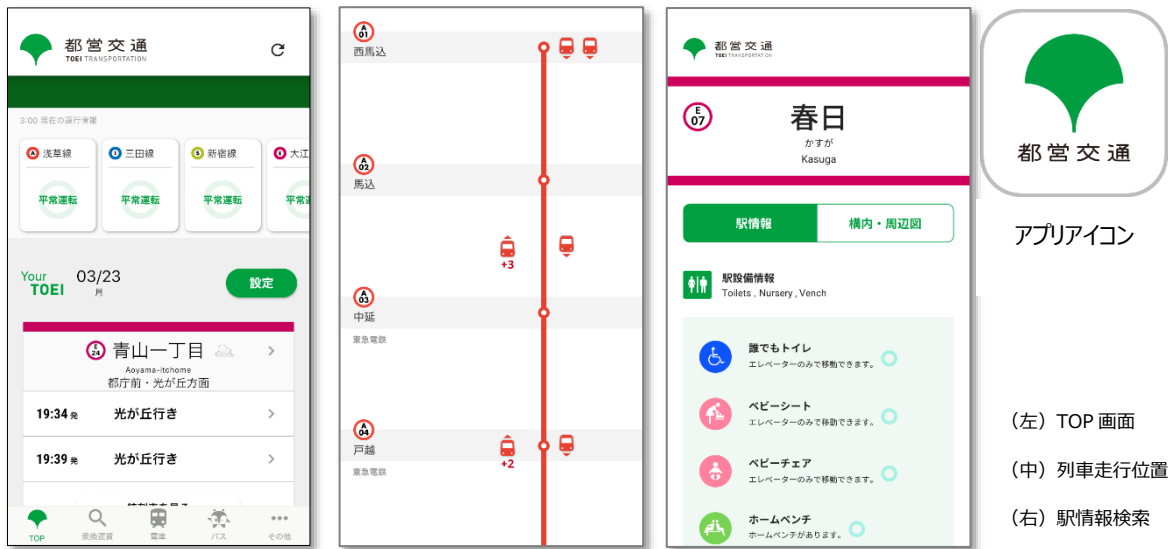 都営交通
TOEI TRANSPORTATION
3:00 現在の運行情報
A 浅草線
平常運転
I 三田線
平常運転
S 新宿線
平常運転
E 大江
平常
Your
TOEI
03/23
月
設定
E
24
青山一丁目
Aoyama-itchome
都庁前・光が丘方面
19:34 発
光が丘行き
19:39 発
光が丘行き
TOP
乗換運賃
電車
バス
その他
A
01
西馬込
A
02
馬込
+3
A
03
中延
東急電鉄
A
04
戸越
+2
東急電鉄
都営交通
TOEI TRANSPORTATION
E
07
春日
かすが
Kasuga
駅情報
構内・周辺図
駅設備情報
Toilets , Nursery , Vench
誰でもトイレ
エレベーターのみで移動できます。
ベビーシート
エレベーターのみで移動できます。
ベビーチェア
エレベーターのみで移動できます。
ホームベンチ
ホームベンチがあります。
都営交通
アプリアイコン
（左）TOP 画面
（中）列車走行位置
（右）駅情報検索